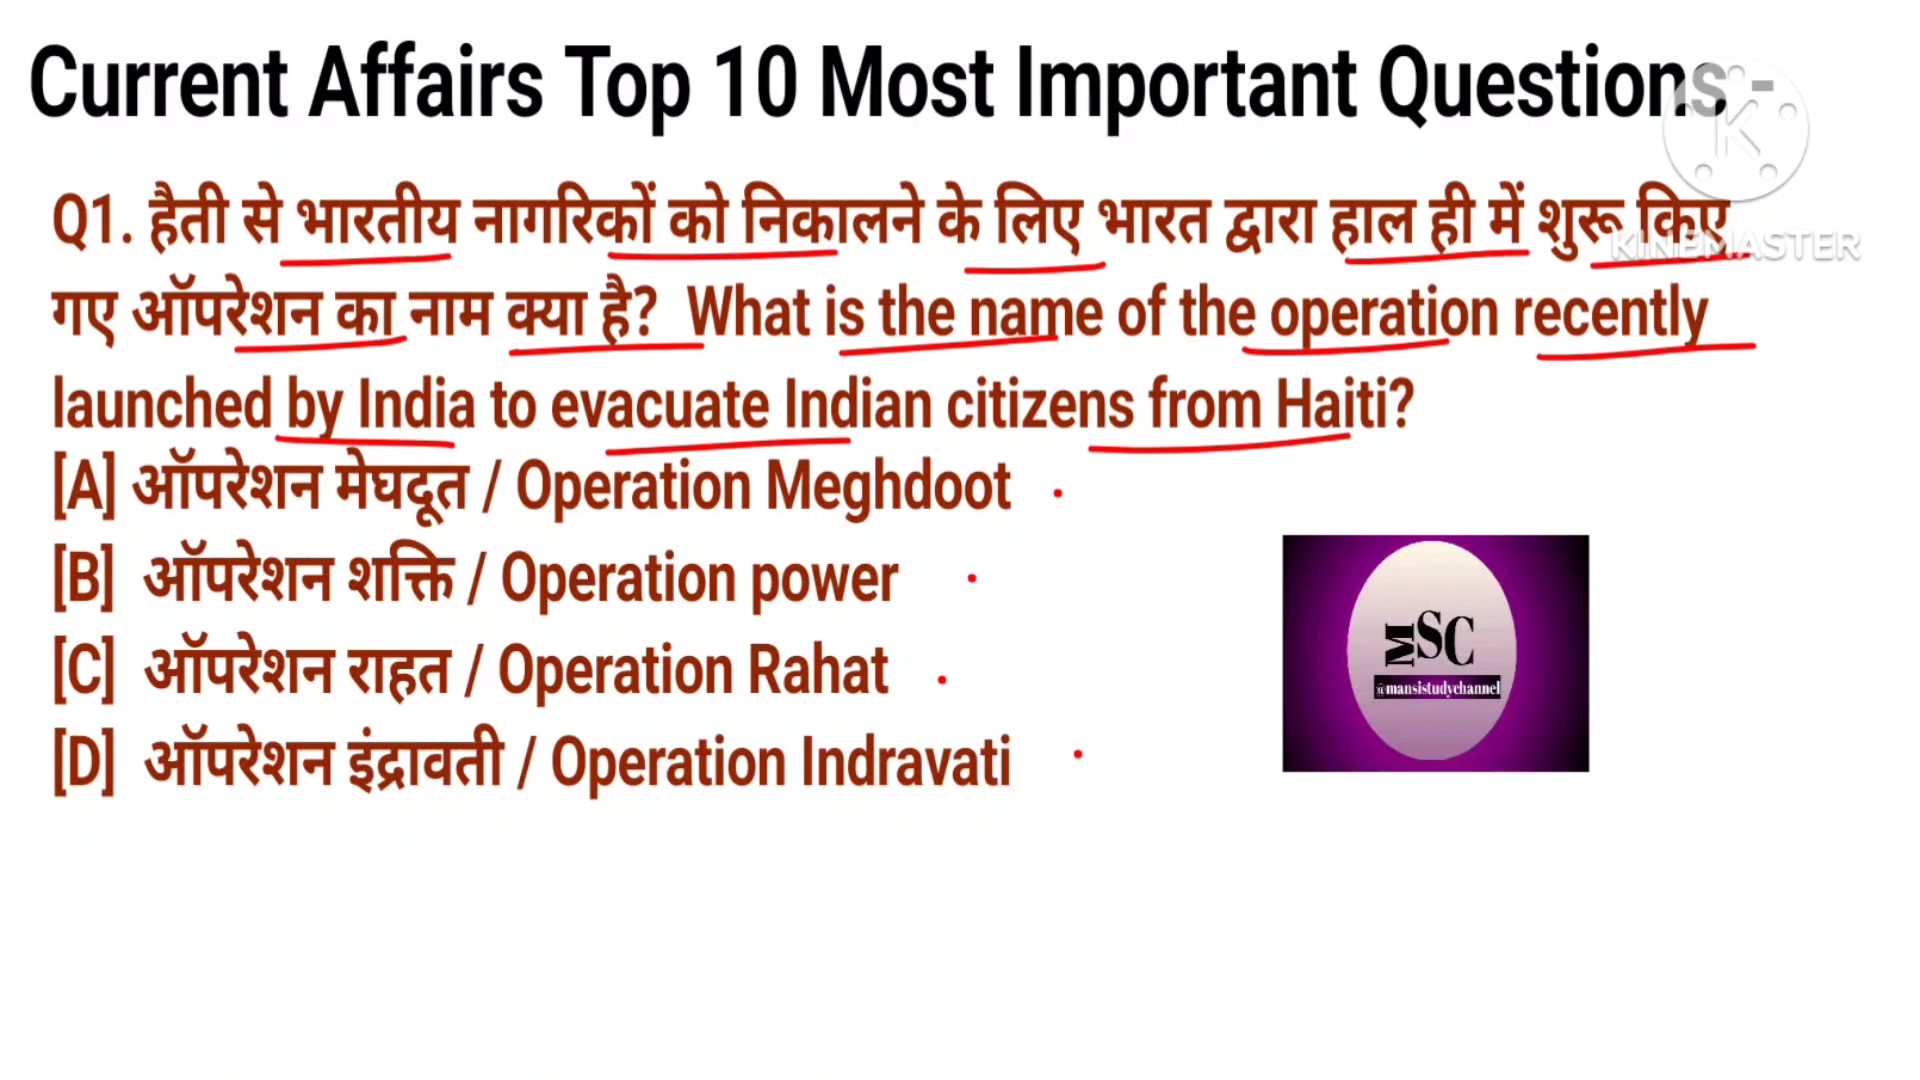 Current Affairs Top 10 Most Important Questions :-
KINEMASTER
Q1. हैती से भारतीय नागरिकों को निकालने के लिए भारत द्वारा हाल ही में शुरू किए
गए ऑपरेशन का नाम क्या है? What is the name of the operation recently
launched by India to evacuate Indian citizens from Haiti?
[A] ऑपरेशन मेघदूत / Operation Meghdoot
[B] ऑपरेशन शक्ति / Operation power
[C] ऑपरेशन राहत / Operation Rahat
[D] ऑपरेशन इंद्रावती / Operation Indravati
MSC
@mansistudychannel